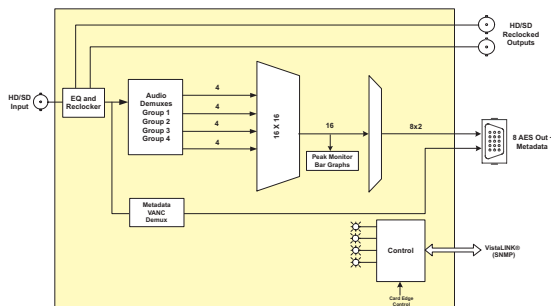 HD/SD
Reclocked
Outputs
HD/SD
Input
EQ and
Reclocker
Audio
Demuxes
Group 1
Group 2
Group 3
Group 4
4
4
4
4
16 X 16
16
Peak Monitor
Bar Graphs
8x2
8 AES Out -
Metadata
Metadata
VANC
Demux
Control
VistaLINK®
(SNMP)
Card Edge
Control